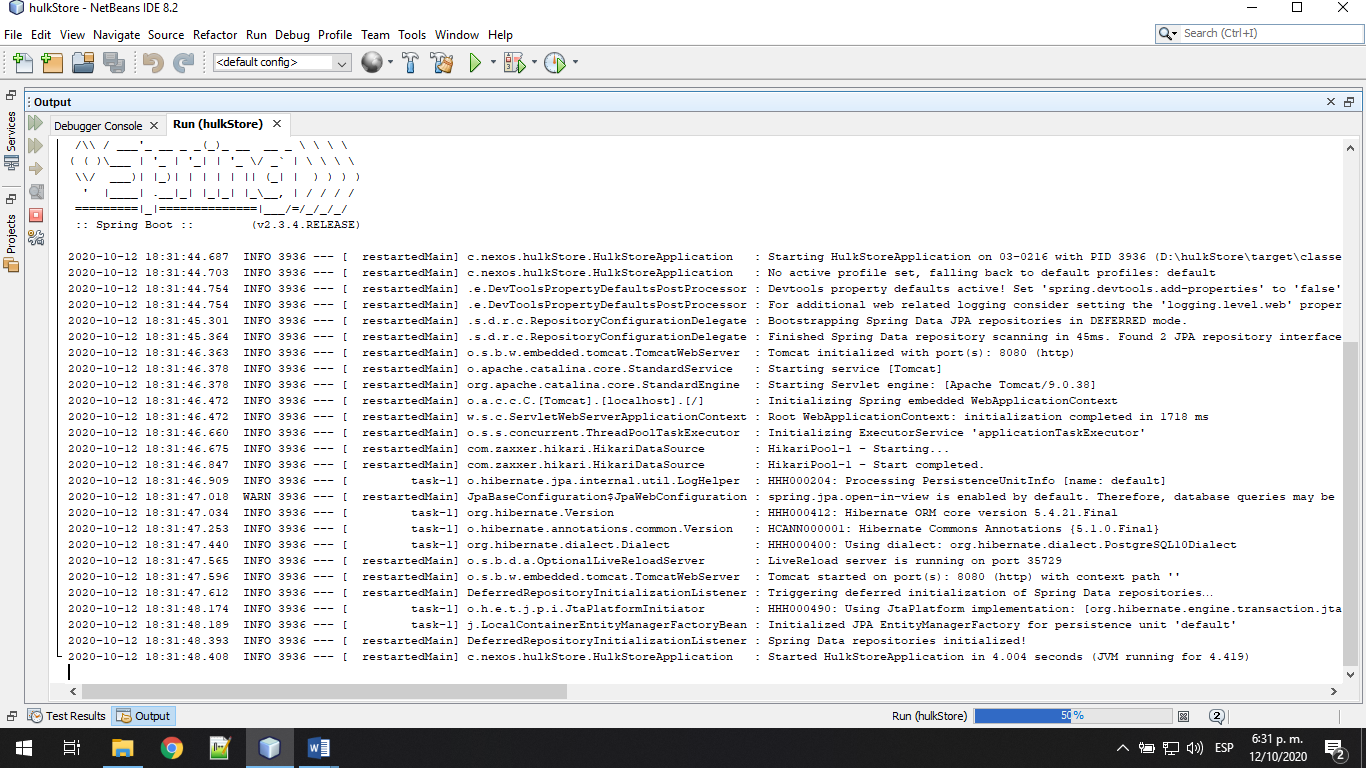 hulkStore - NetBeans IDE 8.2
File Edit View Navigate Source Refactor Run Debug Profile Team Tools Window Help
Search (Ctrl+I)
<default config>
Output
Services
Projects
Debugger Console
Run (hulkStore)
 /\\ / ___'_ __ _ _(_)_ __  __ _ \ \ \ \
( ( )\___ | '_ | '_| | '_ \/ _` | \ \ \ \
 \\/  ___)| |_)| | | | | || (_| |  ) ) ) )
  '  |____| .__|_| |_|_| |_\__, | / / / /
 =========|_|==============|___/=/_/_/_/
 :: Spring Boot ::        (v2.3.4.RELEASE)
2020-10-12 18:31:44.687  INFO 3936 --- [  restartedMain] c.nexos.hulkStore.HulkStoreApplication   : Starting HulkStoreApplication on 03-0216 with PID 3936 (D:\hulkStore\target\classe
2020-10-12 18:31:44.703  INFO 3936 --- [  restartedMain] c.nexos.hulkStore.HulkStoreApplication   : No active profile set, falling back to default profiles: default
2020-10-12 18:31:44.754  INFO 3936 --- [  restartedMain] .e.DevToolsPropertyDefaultsPostProcessor : Devtools property defaults active! Set 'spring.devtools.add-properties' to 'false'
2020-10-12 18:31:44.754  INFO 3936 --- [  restartedMain] .e.DevToolsPropertyDefaultsPostProcessor : For additional web related logging consider setting the 'logging.level.web' proper
2020-10-12 18:31:45.301  INFO 3936 --- [  restartedMain] .s.d.r.c.RepositoryConfigurationDelegate : Bootstrapping Spring Data JPA repositories in DEFERRED mode.
2020-10-12 18:31:45.364  INFO 3936 --- [  restartedMain] .s.d.r.c.RepositoryConfigurationDelegate : Finished Spring Data repository scanning in 45ms. Found 2 JPA repository interface
2020-10-12 18:31:46.363  INFO 3936 --- [  restartedMain] o.s.b.w.embedded.tomcat.TomcatWebServer  : Tomcat initialized with port(s): 8080 (http)
2020-10-12 18:31:46.378  INFO 3936 --- [  restartedMain] o.apache.catalina.core.StandardService   : Starting service [Tomcat]
2020-10-12 18:31:46.378  INFO 3936 --- [  restartedMain] org.apache.catalina.core.StandardEngine  : Starting Servlet engine: [Apache Tomcat/9.0.38]
2020-10-12 18:31:46.472  INFO 3936 --- [  restartedMain] o.a.c.c.C.[Tomcat].[localhost].[/]       : Initializing Spring embedded WebApplicationContext
2020-10-12 18:31:46.472  INFO 3936 --- [  restartedMain] w.s.c.ServletWebServerApplicationContext : Root WebApplicationContext: initialization completed in 1718 ms
2020-10-12 18:31:46.660  INFO 3936 --- [  restartedMain] o.s.s.concurrent.ThreadPoolTaskExecutor  : Initializing ExecutorService 'applicationTaskExecutor'
2020-10-12 18:31:46.675  INFO 3936 --- [  restartedMain] com.zaxxer.hikari.HikariDataSource       : HikariPool-1 - Starting...
2020-10-12 18:31:46.847  INFO 3936 --- [  restartedMain] com.zaxxer.hikari.HikariDataSource       : HikariPool-1 - Start completed.
2020-10-12 18:31:46.909  INFO 3936 --- [         task-1] o.hibernate.jpa.internal.util.LogHelper  : HHH000204: Processing PersistenceUnitInfo [name: default]
2020-10-12 18:31:47.018  WARN 3936 --- [  restartedMain] JpaBaseConfiguration$JpaWebConfiguration : spring.jpa.open-in-view is enabled by default. Therefore, database queries may be
2020-10-12 18:31:47.034  INFO 3936 --- [         task-1] org.hibernate.Version                    : HHH000412: Hibernate ORM core version 5.4.21.Final
2020-10-12 18:31:47.253  INFO 3936 --- [         task-1] o.hibernate.annotations.common.Version   : HCANN000001: Hibernate Commons Annotations {5.1.0.Final}
2020-10-12 18:31:47.440  INFO 3936 --- [         task-1] org.hibernate.dialect.Dialect            : HHH000400: Using dialect: org.hibernate.dialect.PostgreSQL10Dialect
2020-10-12 18:31:47.565  INFO 3936 --- [  restartedMain] o.s.b.d.a.OptionalLiveReloadServer       : LiveReload server is running on port 35729
2020-10-12 18:31:47.596  INFO 3936 --- [  restartedMain] o.s.b.w.embedded.tomcat.TomcatWebServer  : Tomcat started on port(s): 8080 (http) with context path ''
2020-10-12 18:31:47.612  INFO 3936 --- [  restartedMain] DeferredRepositoryInitializationListener : Triggering deferred initialization of Spring Data repositories…
2020-10-12 18:31:48.174  INFO 3936 --- [         task-1] o.h.e.t.j.p.i.JtaPlatformInitiator       : HHH000490: Using JtaPlatform implementation: [org.hibernate.engine.transaction.jta
2020-10-12 18:31:48.189  INFO 3936 --- [         task-1] j.LocalContainerEntityManagerFactoryBean : Initialized JPA EntityManagerFactory for persistence unit 'default'
2020-10-12 18:31:48.393  INFO 3936 --- [  restartedMain] DeferredRepositoryInitializationListener : Spring Data repositories initialized!
2020-10-12 18:31:48.408  INFO 3936 --- [  restartedMain] c.nexos.hulkStore.HulkStoreApplication   : Started HulkStoreApplication in 4.004 seconds (JVM running for 4.419)
Test Results
Output
Run (hulkStore)
50%
2
ESP
6:31 p. m.
12/10/2020
2